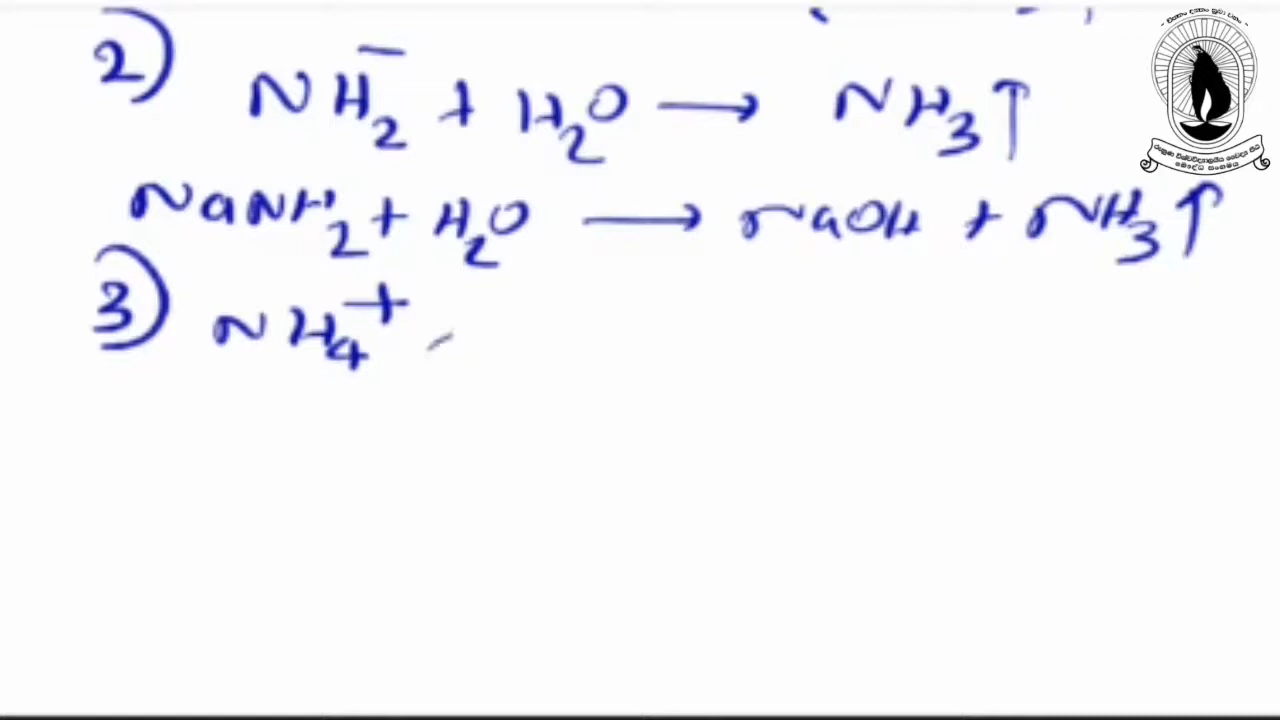 2) NH₂⁻ + H₂O → NH₃↑
NaNH₂ + H₂O → NaOH + NH₃↑
3) NH₄⁺